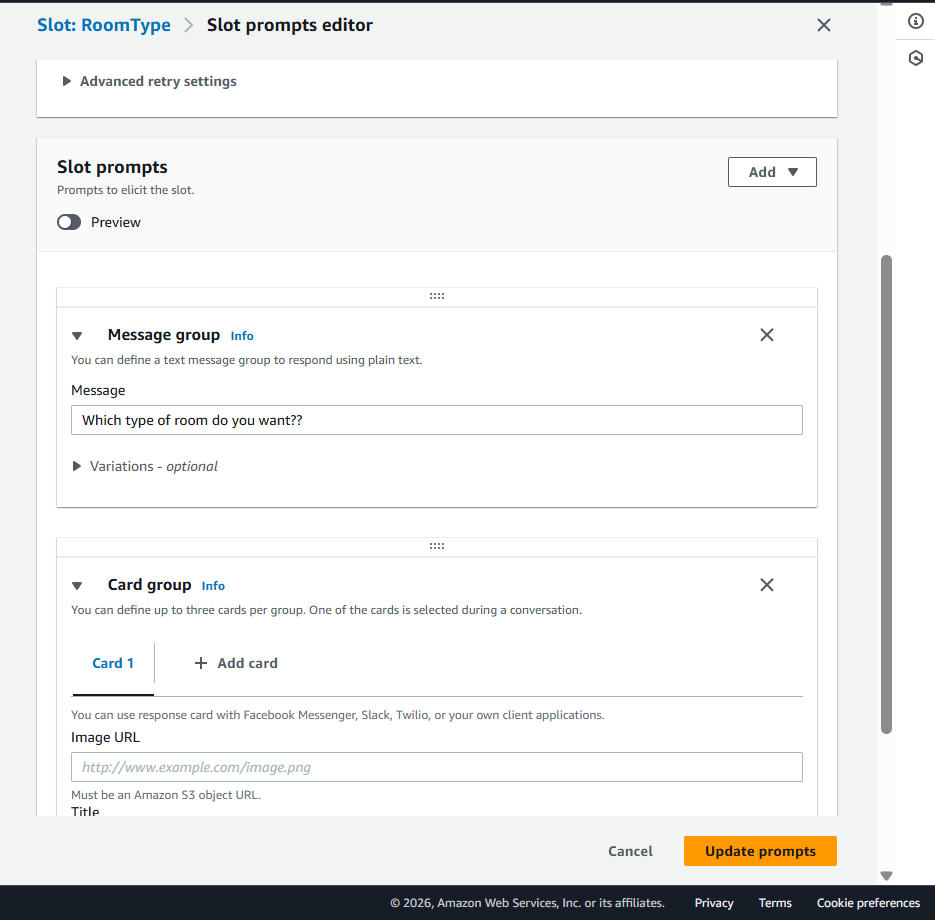 Slot: RoomType > Slot prompts editor
Advanced retry settings
Slot prompts
Prompts to elicit the slot.
Add
Preview
Message group Info
You can define a text message group to respond using plain text.
Message
Which type of room do you want??
Variations - optional
Card group Info
You can define up to three cards per group. One of the cards is selected during a conversation.
Card 1
+ Add card
You can use response card with Facebook Messenger, Slack, Twilio, or your own client applications.
Image URL
http://www.example.com/image.png
Must be an Amazon S3 object URL.
Title
Cancel
Update prompts
© 2026, Amazon Web Services, Inc. or its affiliates. Privacy Terms Cookie preferences